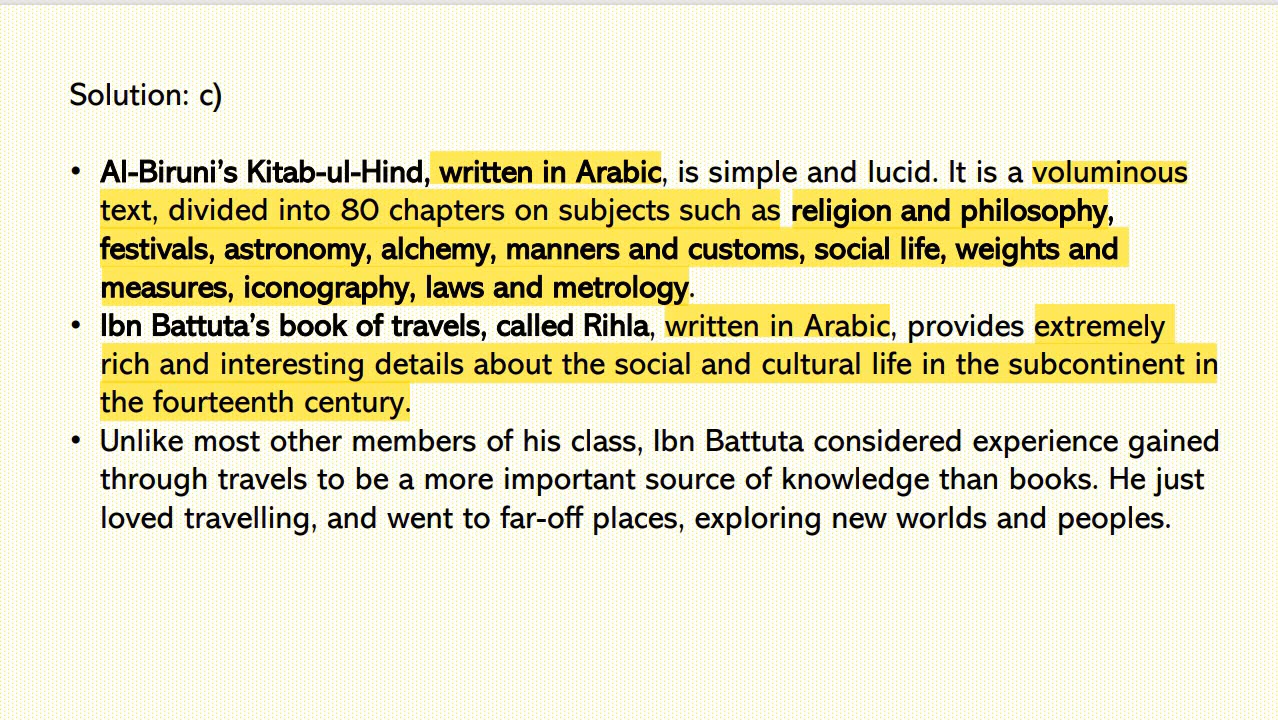 Solution: c)
• Al-Biruni’s Kitab-ul-Hind, written in Arabic, is simple and lucid. It is a voluminous
text, divided into 80 chapters on subjects such as religion and philosophy,
festivals, astronomy, alchemy, manners and customs, social life, weights and
measures, iconography, laws and metrology.
• Ibn Battuta’s book of travels, called Rihla, written in Arabic, provides extremely
rich and interesting details about the social and cultural life in the subcontinent in
the fourteenth century.
• Unlike most other members of his class, Ibn Battuta considered experience gained
through travels to be a more important source of knowledge than books. He just
loved travelling, and went to far-off places, exploring new worlds and peoples.